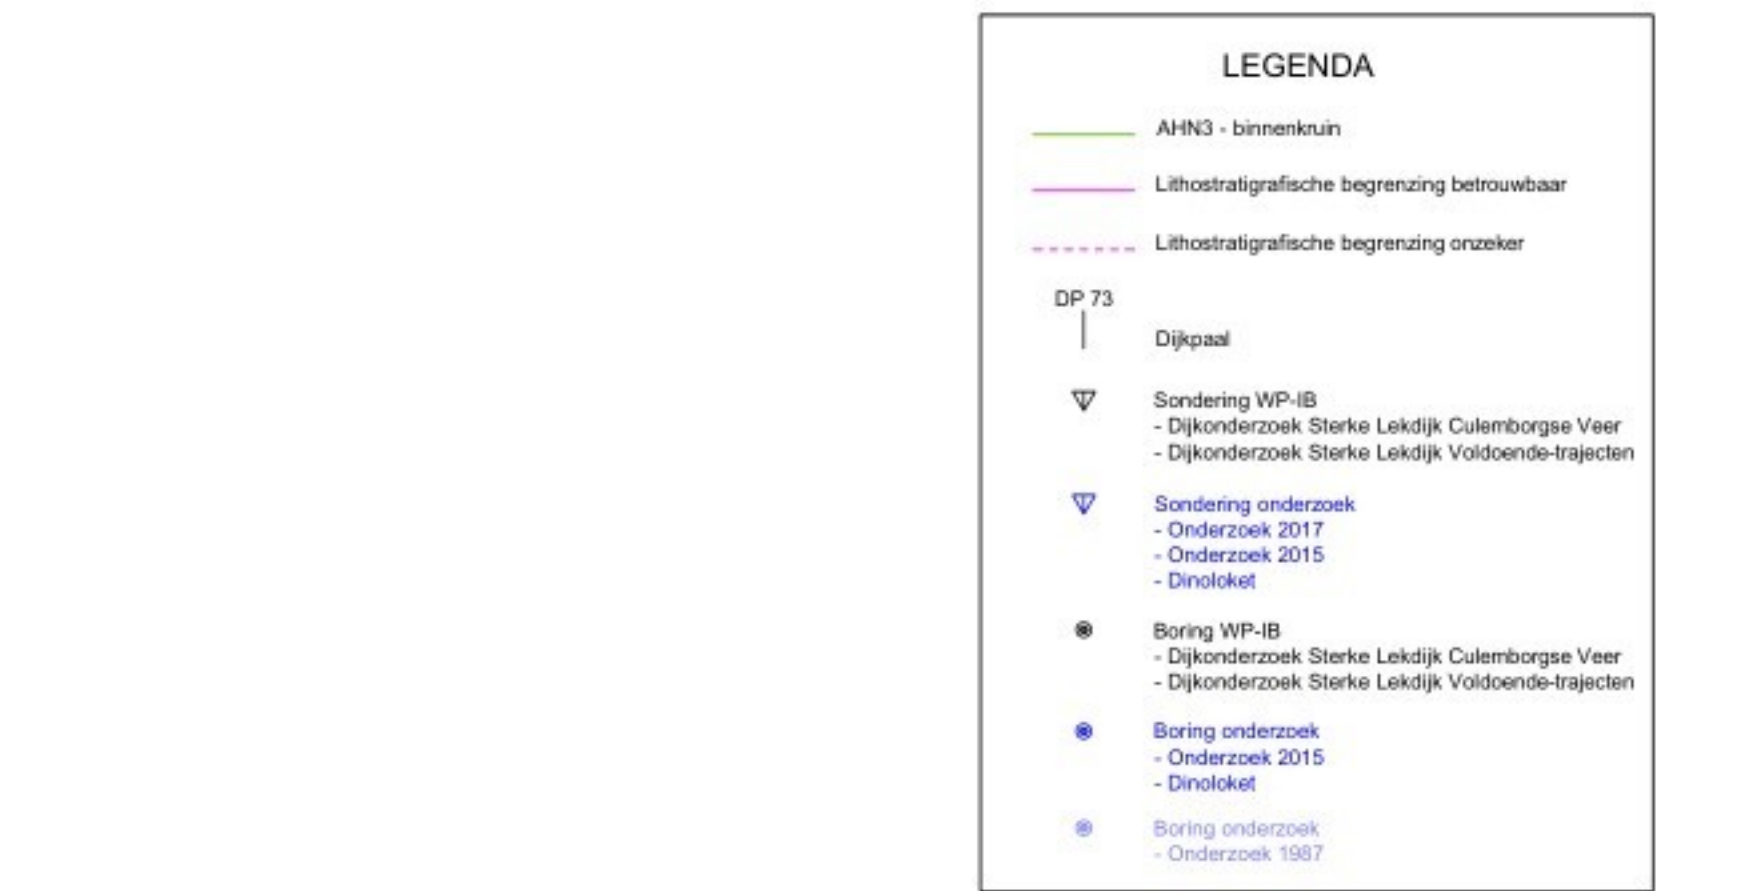 LEGENDA
AHN3 - binnenkruin
Lithostratigrafische begrenzing betrouwbaar
Lithostratigrafische begrenzing onzeker
DP 73
Dijkpaal
Sondering WP-IB
- Dijkonderzoek Sterke Lekdijk Culemborgse Veer
- Dijkonderzoek Sterke Lekdijk Voldoende-trajecten
Sondering onderzoek
- Onderzoek 2017
- Onderzoek 2015
- Dinoloket
Boring WP-IB
- Dijkonderzoek Sterke Lekdijk Culemborgse Veer
- Dijkonderzoek Sterke Lekdijk Voldoende-trajecten
Boring onderzoek
- Onderzoek 2015
- Dinoloket
Boring onderzoek
- Onderzoek 1987